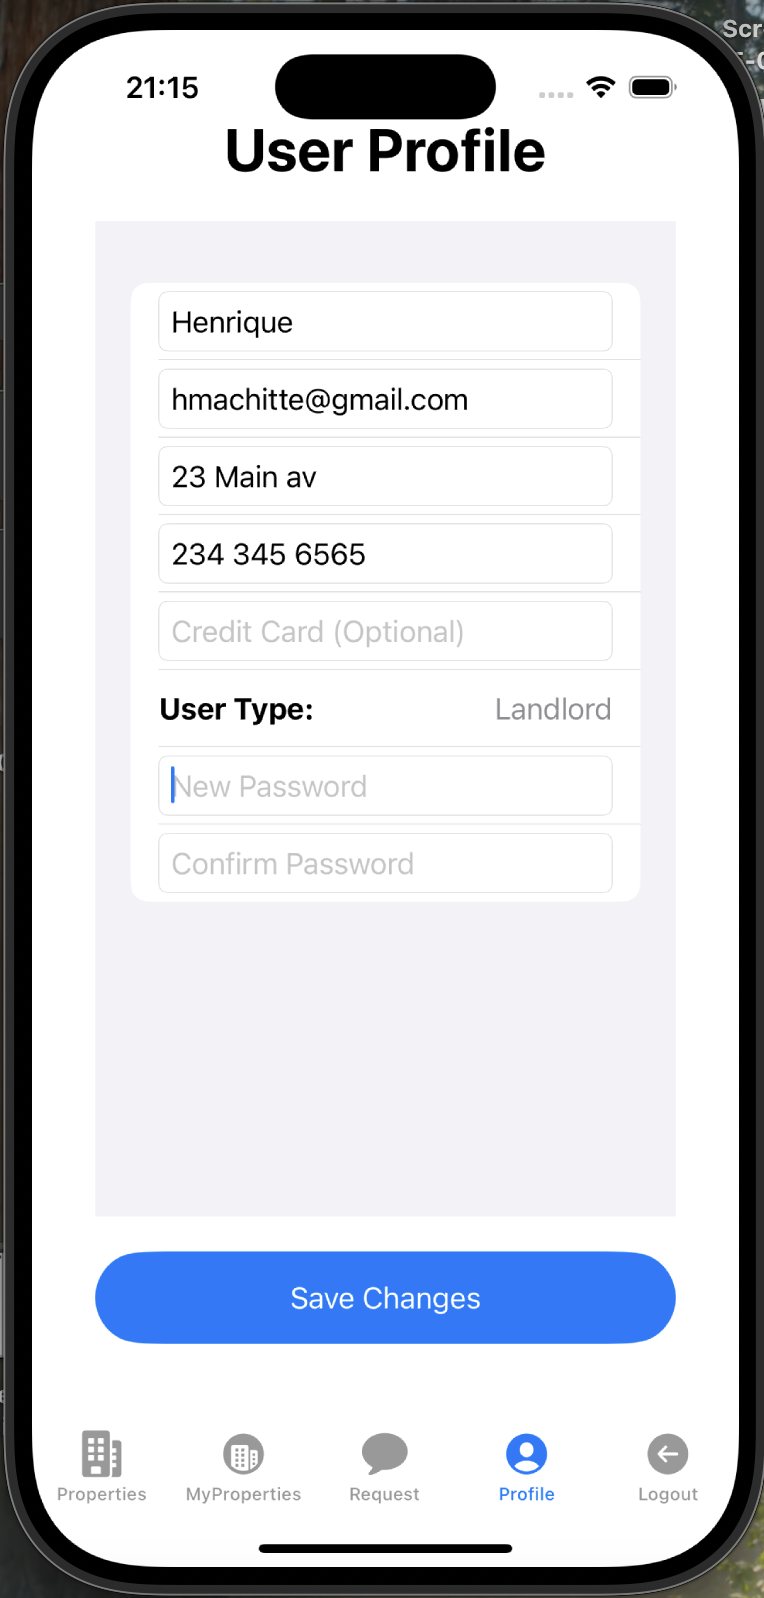 Scr
21:15
User Profile
Henrique
hmachitte@gmail.com
23 Main av
234 345 6565
Credit Card (Optional)
User Type: Landlord
New Password
Confirm Password
Save Changes
Properties MyProperties Request Profile Logout